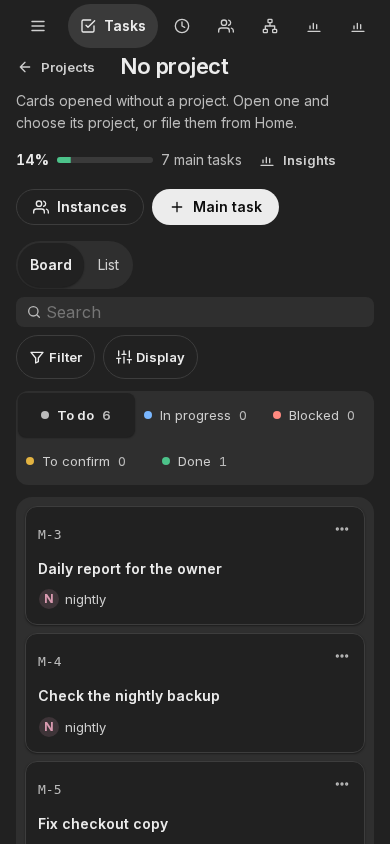 Tasks
Projects
No project
Cards opened without a project. Open one and
choose its project, or file them from Home.
14% 7 main tasks Insights
Instances Main task
Board List
Search
Filter Display
To do 6 In progress 0 Blocked 0
To confirm 0 Done 1
M-3
Daily report for the owner
N nightly
M-4
Check the nightly backup
N nightly
M-5
Fix checkout copy